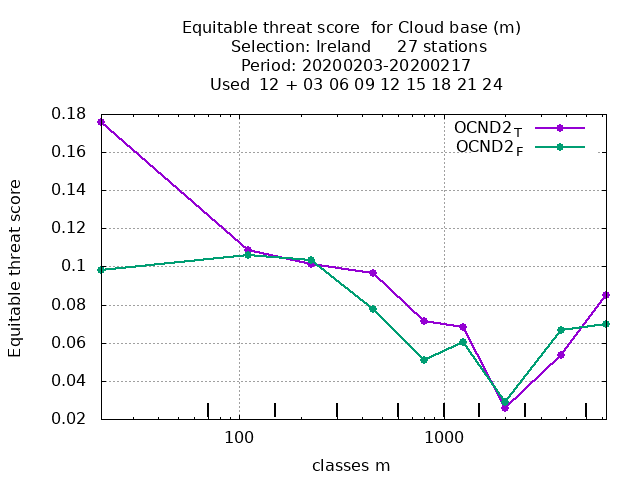 Equitable threat score  for Cloud base (m)
Selection: Ireland     27 stations
Period: 20200203-20200217
Used  12 + 03 06 09 12 15 18 21 24
OCND2T
OCND2F
0.18
0.16
0.14
0.12
0.1
0.08
0.06
0.04
0.02
Equitable threat score
100
1000
classes m